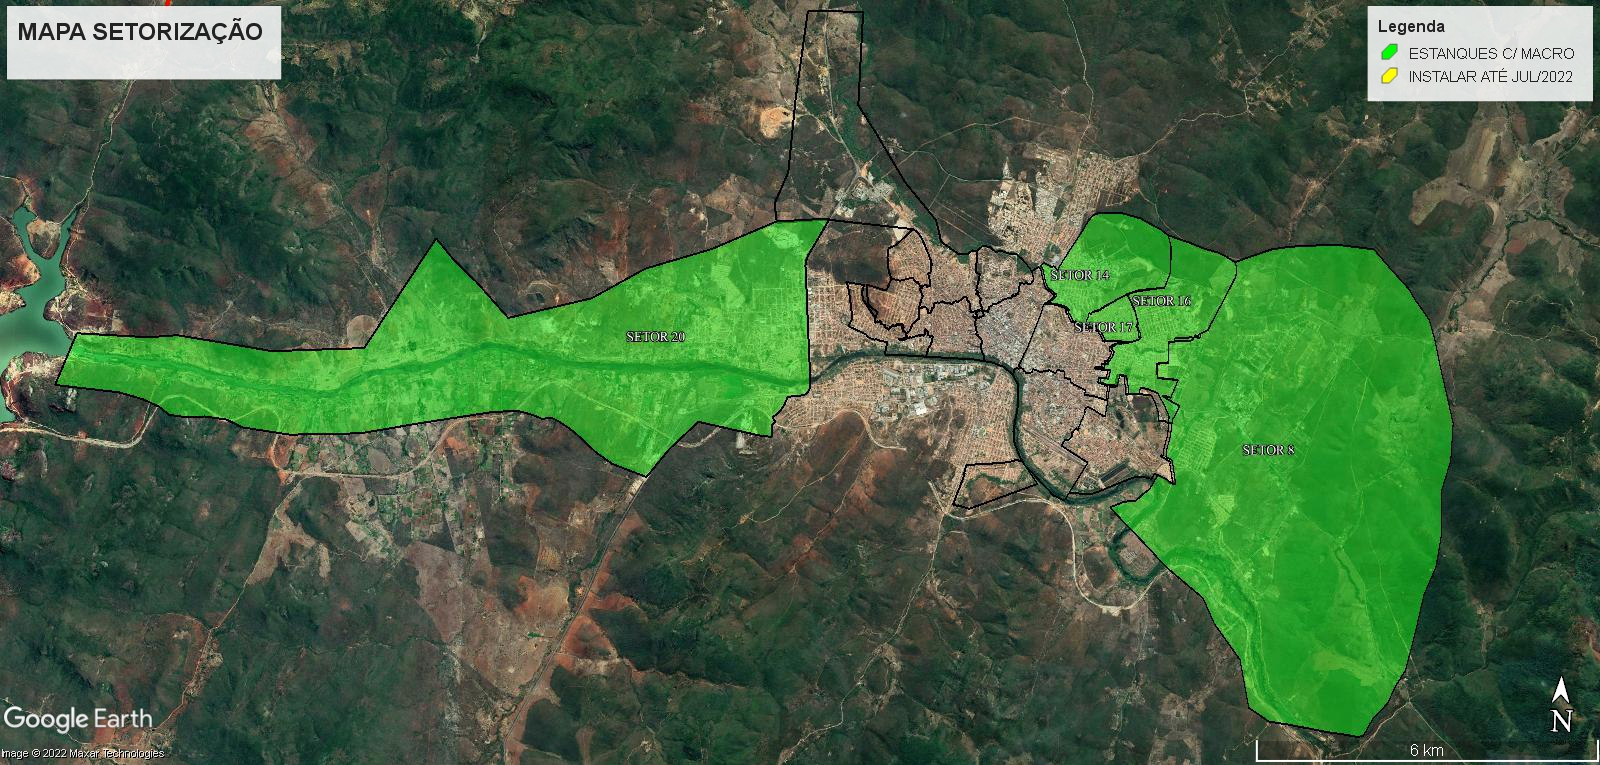 MAPA SETORIZAÇÃO
Legenda
ESTANQUES C/ MACRO
INSTALAR ATÉ JUL/2022
SETOR 14
SETOR 16
SETOR 17
SETOR 20
SETOR 8
Google Earth
Image © 2022 Maxar Technologies
N
6 km